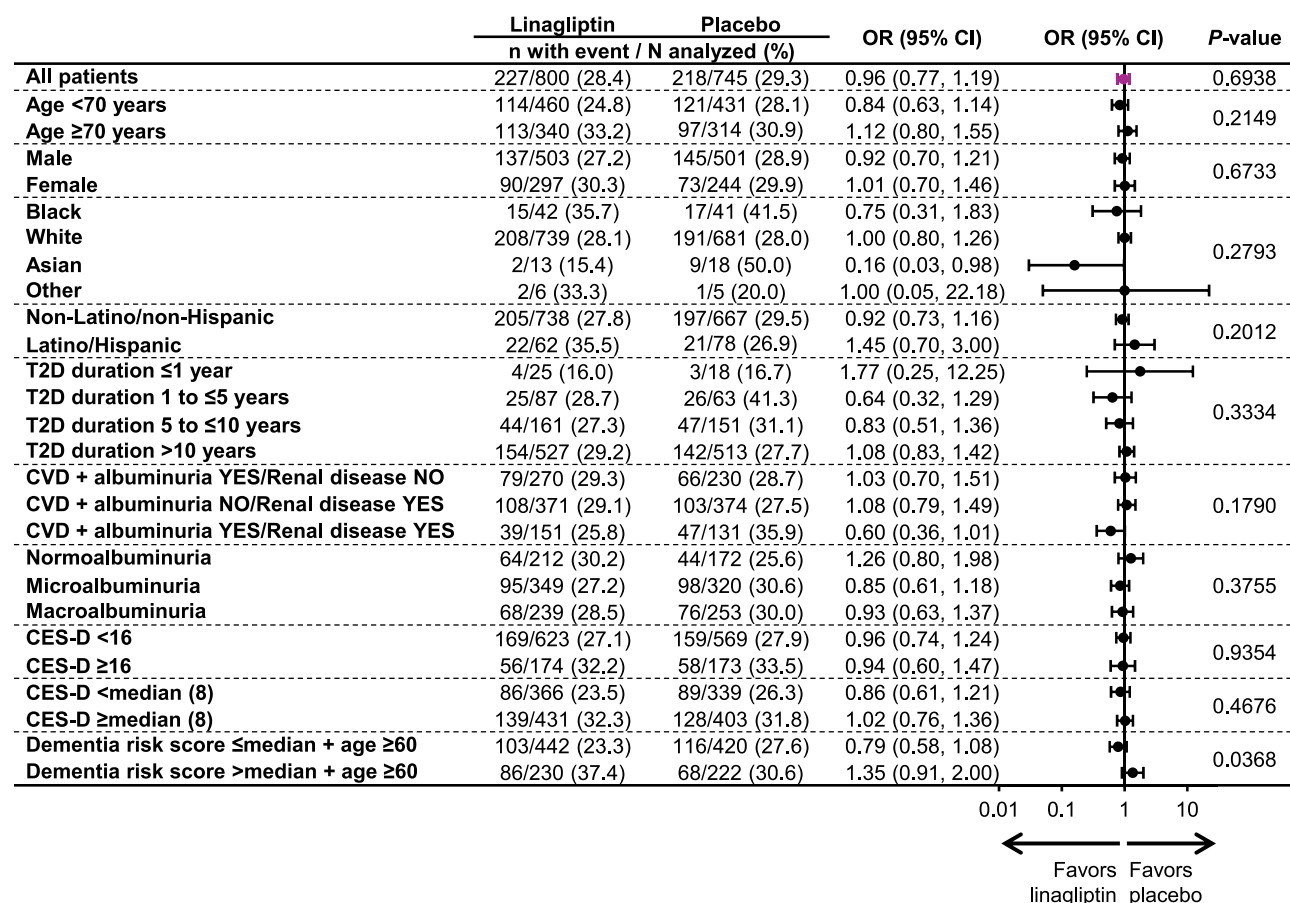 Linagliptin Placebo OR (95% CI) OR (95% CI) P-value
n with event / N analyzed (%)
All patients 227/800 (28.4) 218/745 (29.3) 0.96 (0.77, 1.19) 0.6938
Age <70 years 114/460 (24.8) 121/431 (28.1) 0.84 (0.63, 1.14)
0.2149
Age ≥70 years 113/340 (33.2) 97/314 (30.9) 1.12 (0.80, 1.55)
Male 137/503 (27.2) 145/501 (28.9) 0.92 (0.70, 1.21)
0.6733
Female 90/297 (30.3) 73/244 (29.9) 1.01 (0.70, 1.46)
Black 15/42 (35.7) 17/41 (41.5) 0.75 (0.31, 1.83)
White 208/739 (28.1) 191/681 (28.0) 1.00 (0.80, 1.26)
0.2793
Asian 2/13 (15.4) 9/18 (50.0) 0.16 (0.03, 0.98)
Other 2/6 (33.3) 1/5 (20.0) 1.00 (0.05, 22.18)
Non-Latino/non-Hispanic 205/738 (27.8) 197/667 (29.5) 0.92 (0.73, 1.16)
0.2012
Latino/Hispanic 22/62 (35.5) 21/78 (26.9) 1.45 (0.70, 3.00)
T2D duration ≤1 year 4/25 (16.0) 3/18 (16.7) 1.77 (0.25, 12.25)
T2D duration 1 to ≤5 years 25/87 (28.7) 26/63 (41.3) 0.64 (0.32, 1.29)
0.3334
T2D duration 5 to ≤10 years 44/161 (27.3) 47/151 (31.1) 0.83 (0.51, 1.36)
T2D duration >10 years 154/527 (29.2) 142/513 (27.7) 1.08 (0.83, 1.42)
CVD + albuminuria YES/Renal disease NO 79/270 (29.3) 66/230 (28.7) 1.03 (0.70, 1.51)
CVD + albuminuria NO/Renal disease YES 108/371 (29.1) 103/374 (27.5) 1.08 (0.79, 1.49) 0.1790
CVD + albuminuria YES/Renal disease YES 39/151 (25.8) 47/131 (35.9) 0.60 (0.36, 1.01)
Normoalbuminuria 64/212 (30.2) 44/172 (25.6) 1.26 (0.80, 1.98)
Microalbuminuria 95/349 (27.2) 98/320 (30.6) 0.85 (0.61, 1.18) 0.3755
Macroalbuminuria 68/239 (28.5) 76/253 (30.0) 0.93 (0.63, 1.37)
CES-D <16 169/623 (27.1) 159/569 (27.9) 0.96 (0.74, 1.24)
0.9354
CES-D ≥16 56/174 (32.2) 58/173 (33.5) 0.94 (0.60, 1.47)
CES-D <median (8) 86/366 (23.5) 89/339 (26.3) 0.86 (0.61, 1.21)
0.4676
CES-D ≥median (8) 139/431 (32.3) 128/403 (31.8) 1.02 (0.76, 1.36)
Dementia risk score ≤median + age ≥60 103/442 (23.3) 116/420 (27.6) 0.79 (0.58, 1.08)
0.0368
Dementia risk score >median + age ≥60 86/230 (37.4) 68/222 (30.6) 1.35 (0.91, 2.00)
0.01 0.1 1 10
Favors Favors
linagliptin placebo